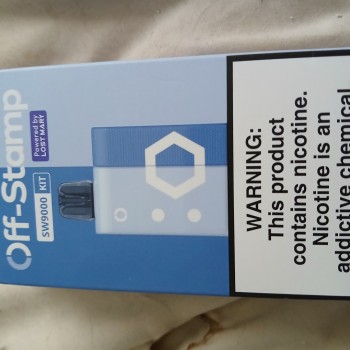 Off-Stamp
SW9000 KIT
Powered by
LOST MARY
WARNING:
This product
contains nicotine.
Nicotine is an
addictive chemical.